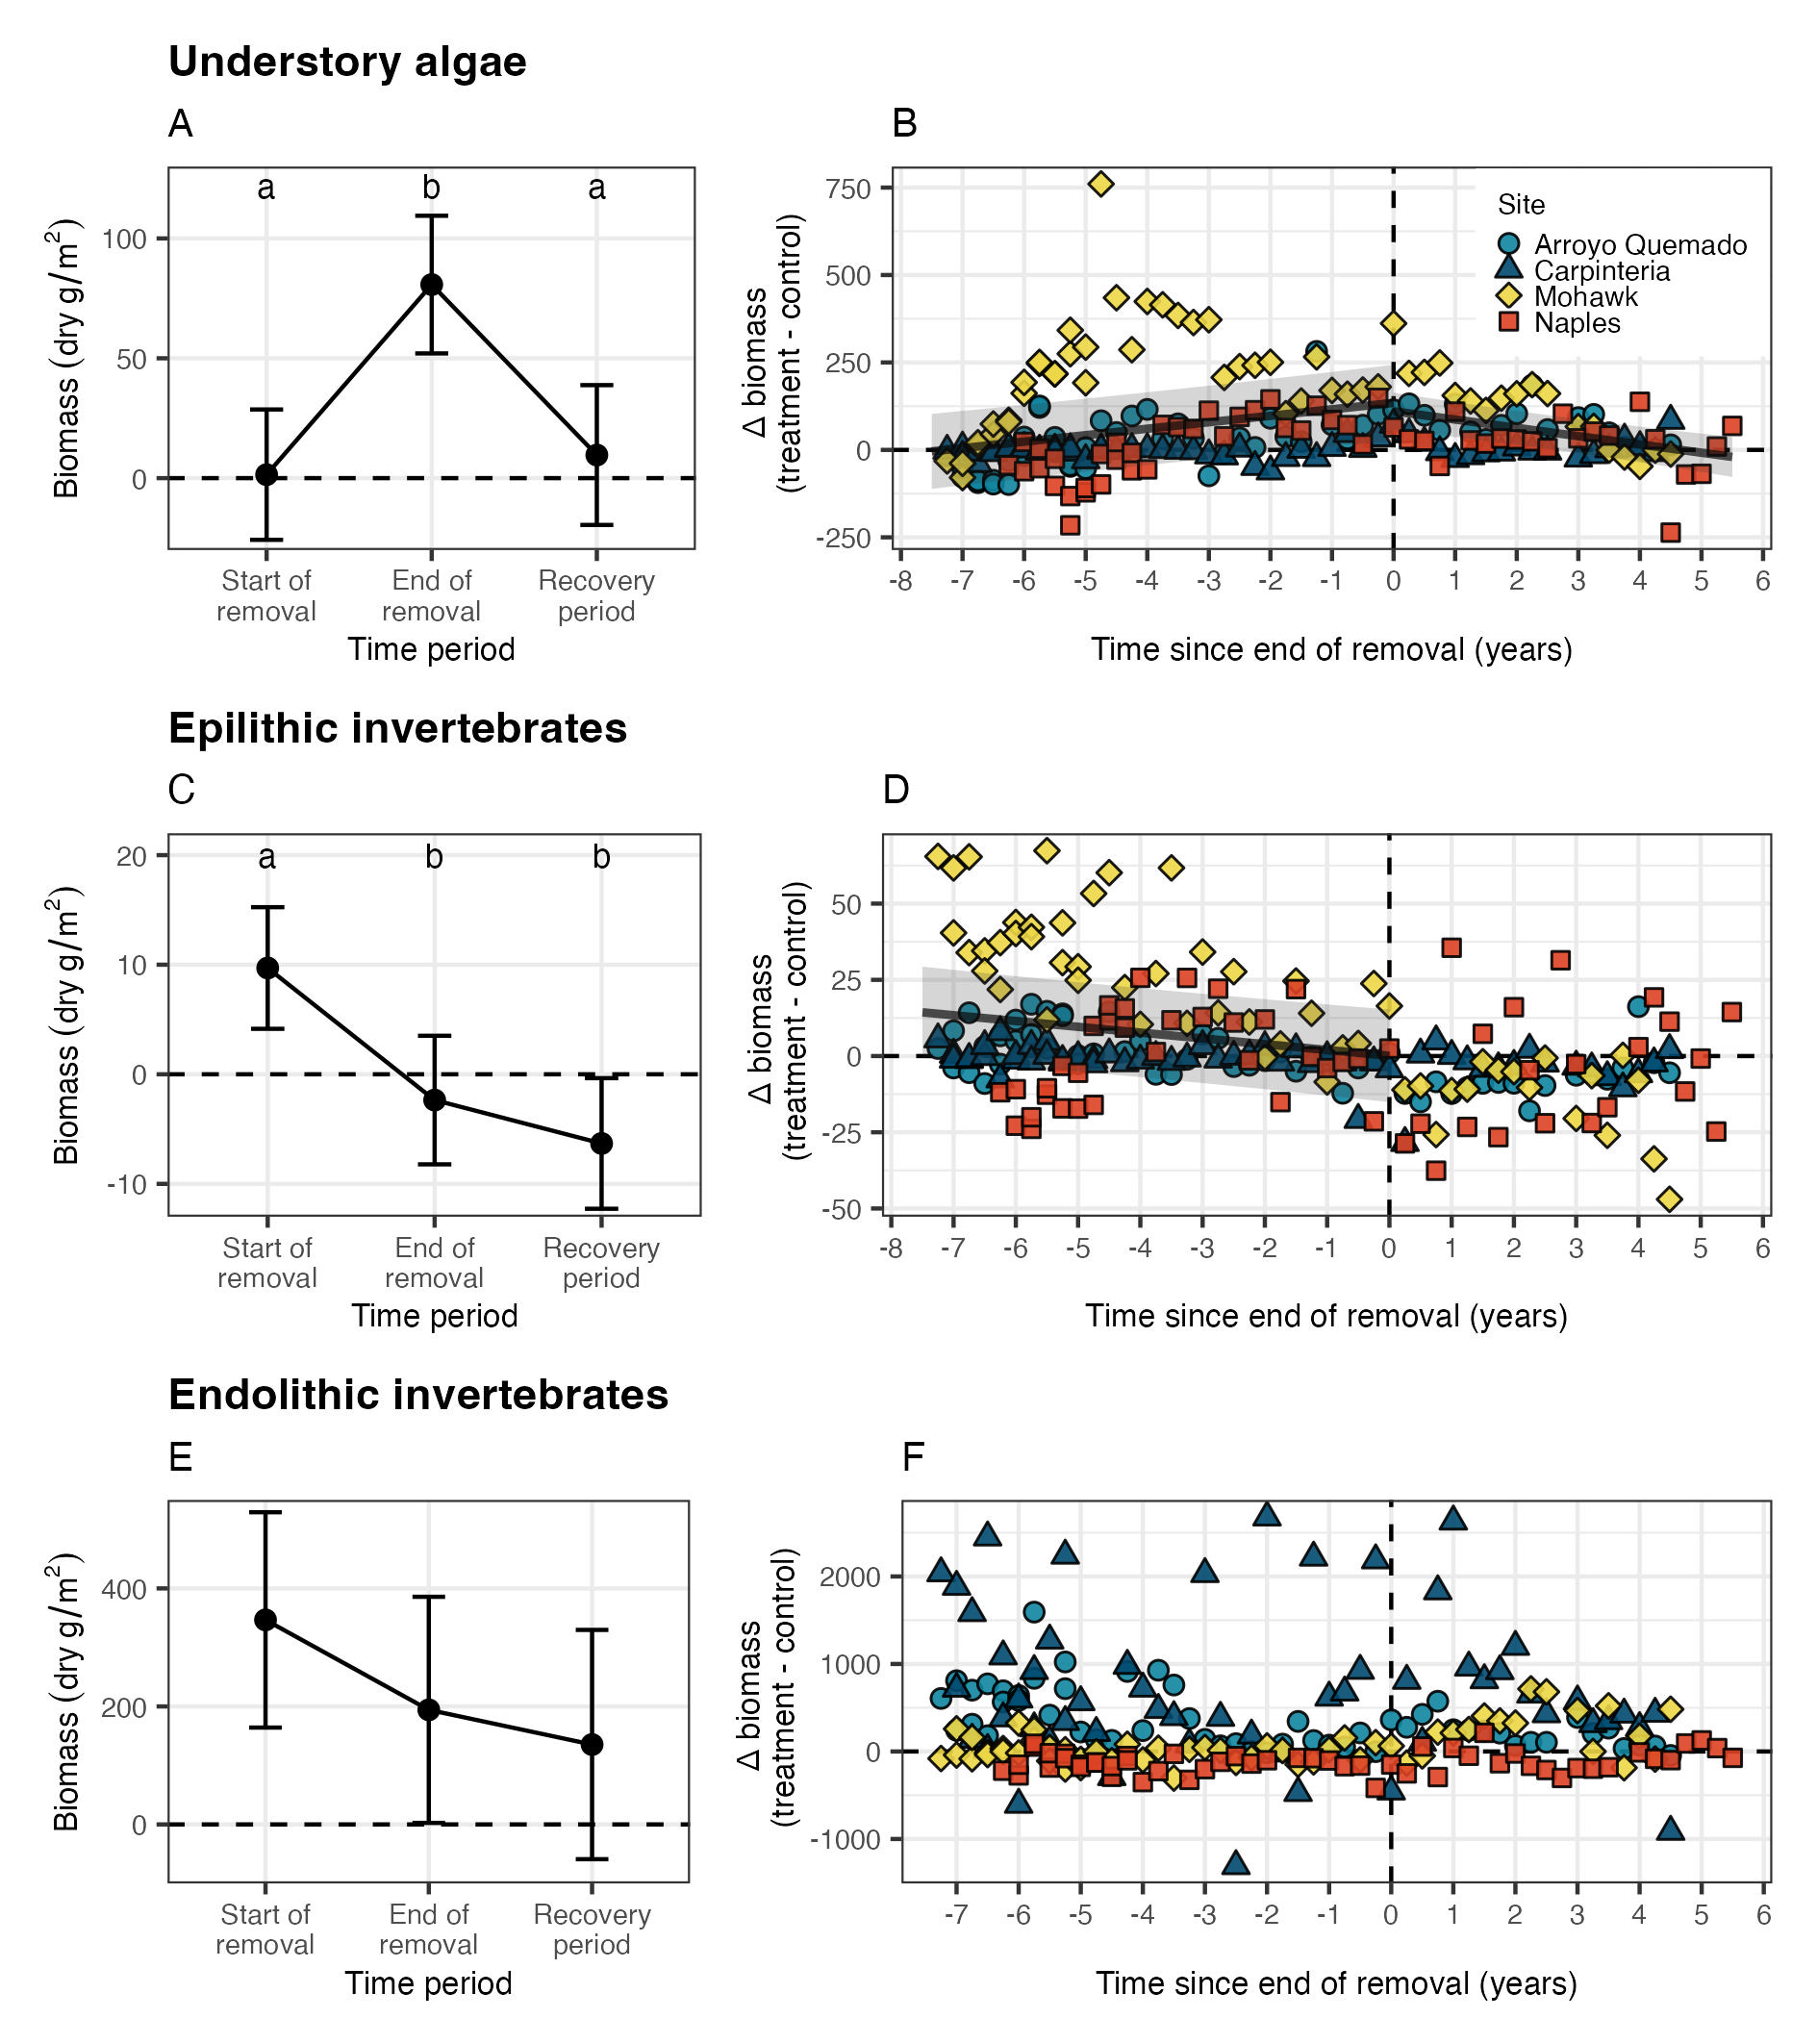 Understory algae
A
B
a b a
100
50
0
Biomass (dry g/m²)
Start of removal
End of removal
Recovery period
Time period
750
500
250
0
-250
Δ biomass
(treatment - control)
Site
Arroyo Quemado
Carpinteria
Mohawk
Naples
-8 -7 -6 -5 -4 -3 -2 -1 0 1 2 3 4 5 6
Time since end of removal (years)
Epilithic invertebrates
C
D
a b b
20
10
0
-10
Biomass (dry g/m²)
Start of removal
End of removal
Recovery period
Time period
50
25
0
-25
-50
Δ biomass
(treatment - control)
-8 -7 -6 -5 -4 -3 -2 -1 0 1 2 3 4 5 6
Time since end of removal (years)
Endolithic invertebrates
E
F
400
200
0
Biomass (dry g/m²)
Start of removal
End of removal
Recovery period
Time period
2000
1000
0
-1000
Δ biomass
(treatment - control)
-7 -6 -5 -4 -3 -2 -1 0 1 2 3 4 5 6
Time since end of removal (years)